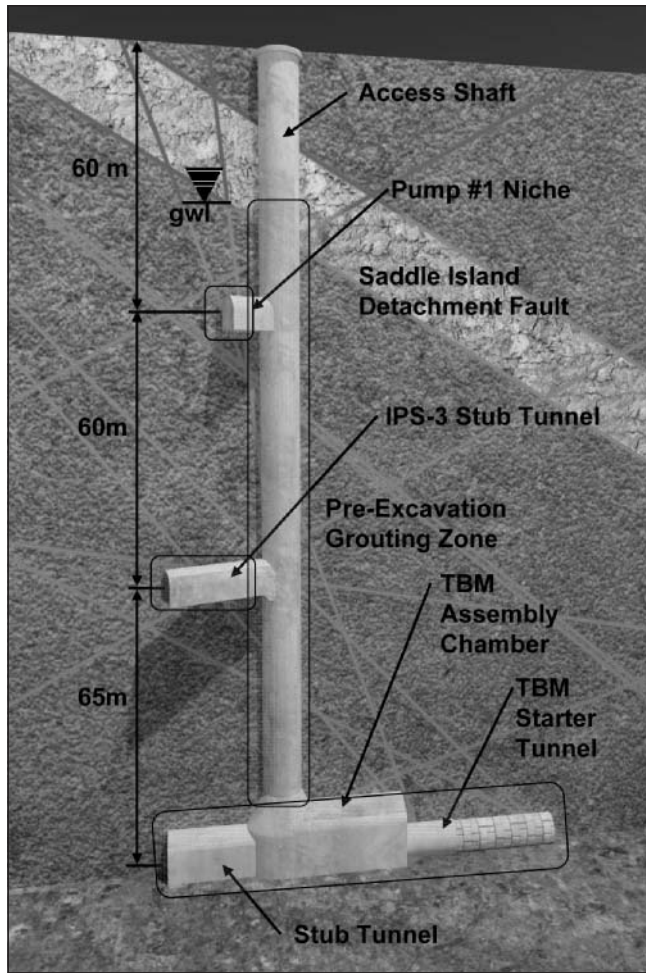 Access Shaft
60 m
Pump #1 Niche
gwl
Saddle Island
Detachment Fault
60m
IPS-3 Stub Tunnel
Pre-Excavation
Grouting Zone
TBM
Assembly
Chamber
65m
TBM
Starter
Tunnel
Stub Tunnel